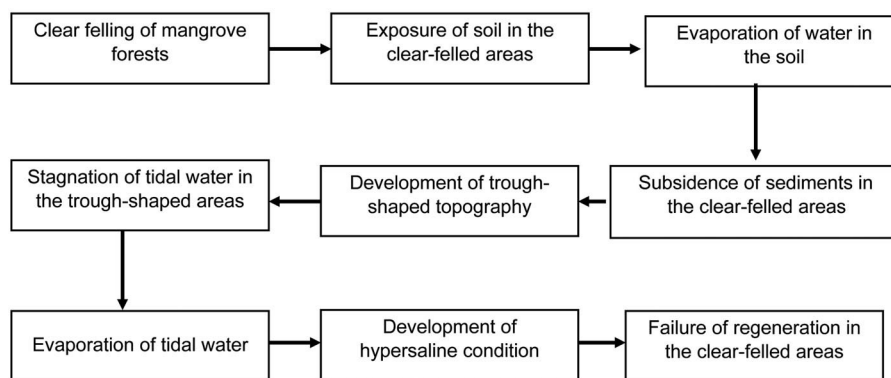 Clear felling of mangrove
forests
Exposure of soil in the
clear-felled areas
Evaporation of water in
the soil
Subsidence of sediments in
the clear-felled areas
Development of trough-
shaped topography
Stagnation of tidal water in
the trough-shaped areas
Evaporation of tidal water
Development of
hypersaline condition
Failure of regeneration in
the clear-felled areas